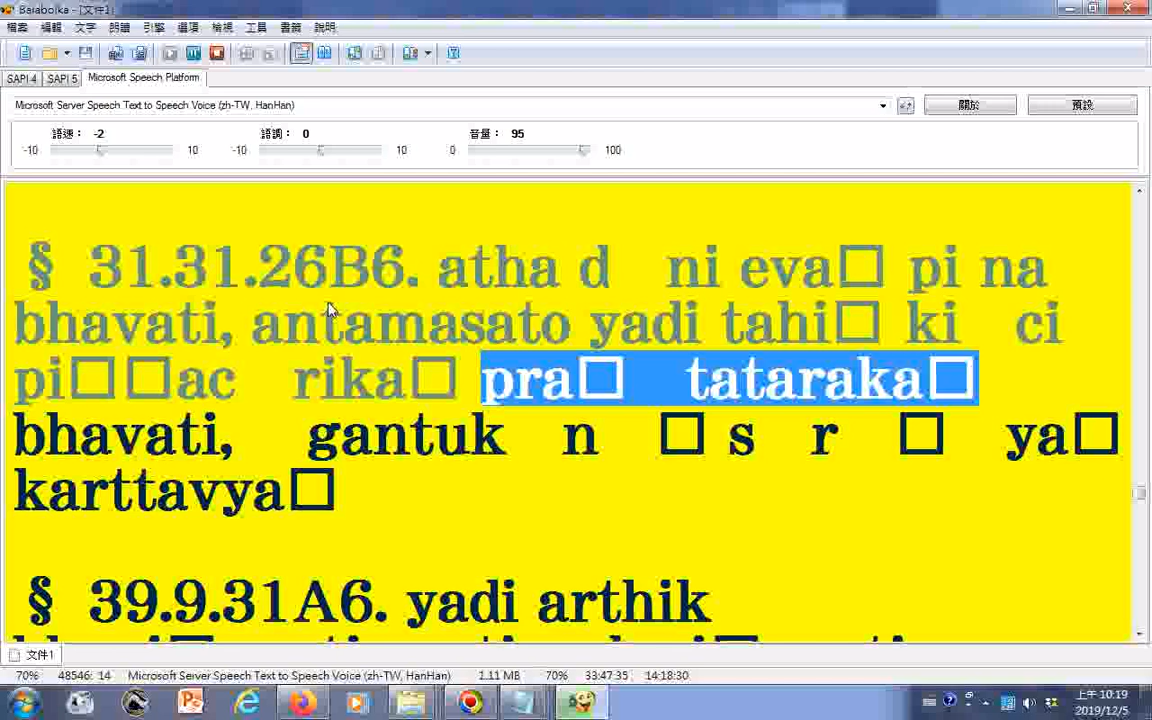 Balabolka - [文件1]
檔案 編輯 文字 朗讀 引擎 選項 檢視 工具 書籤 說明
SAPI 4 SAPI 5 Microsoft Speech Platform
Microsoft Server Speech Text to Speech Voice (zh-TW, HanHan) 關於 預設
語速： -2 語調： 0 音量： 95
-10 10 -10 10 0 100
§ 31.31.26B6. atha d ni eva□ pi na
bhavati, antamasato yadi tahi□ ki ci
pi□□ac rika□ pra□ tataraka□
bhavati, gantuk n □ s r □ ya□
karttavya□
§ 39.9.31A6. yadi arthik
文件1
70% 48546: 14 Microsoft Server Speech Text to Speech Voice (zh-TW, HanHan) 1.11 MB 70% 33:47:35 14:18:30
上午 10:19
2019/12/5